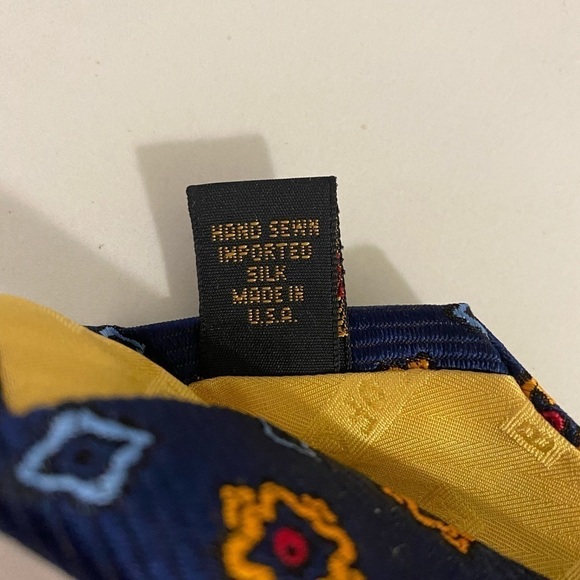 HAND SEWN
IMPORTED
SILK
MADE IN
U.S.A.